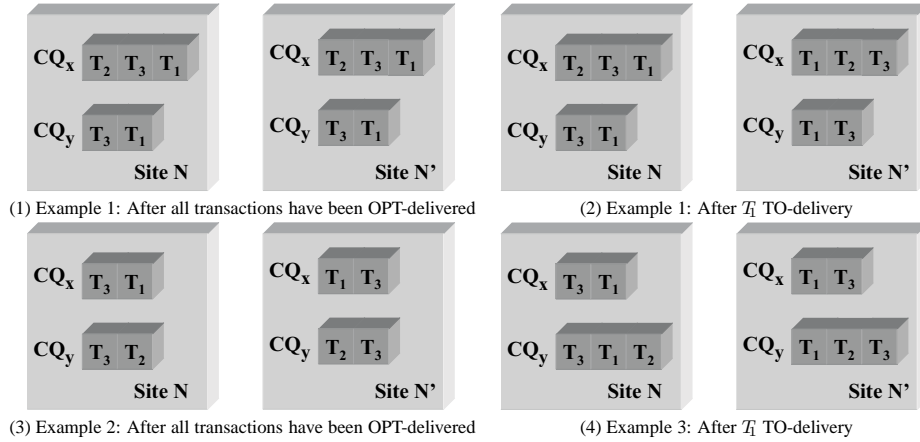 CQx T2 T3 T1
CQy T3 T1
Site N
CQx T2 T3 T1
CQy T3 T1
Site N'
(1) Example 1: After all transactions have been OPT-delivered
CQx T2 T3 T1
CQy T3 T1
Site N
CQx T1 T2 T3
CQy T1 T3
Site N'
(2) Example 1: After T1 TO-delivery
CQx T3 T1
CQy T3 T2
Site N
CQx T1 T3
CQy T2 T3
Site N'
(3) Example 2: After all transactions have been OPT-delivered
CQx T3 T1
CQy T3 T1 T2
Site N
CQx T1 T3
CQy T1 T2 T3
Site N'
(4) Example 3: After T1 TO-delivery